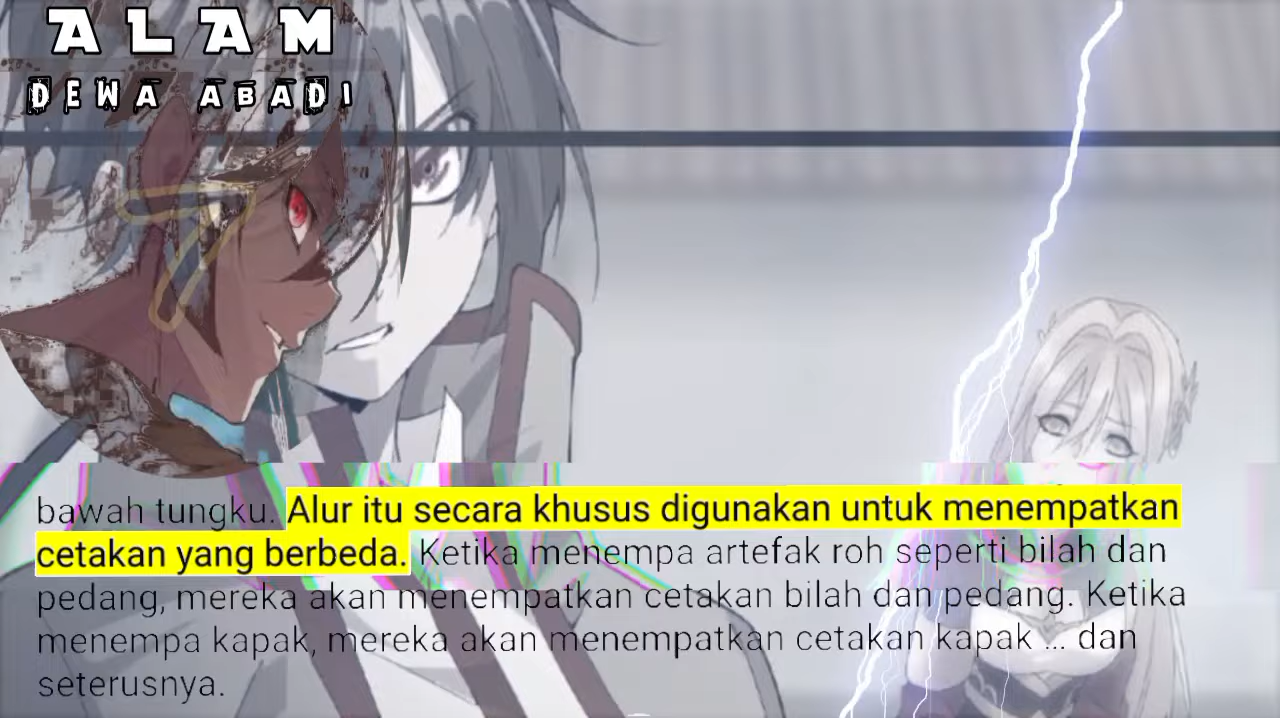 ALAM
DEWA ABADI
bawah tungku. Alur itu secara khusus digunakan untuk menempatkan
cetakan yang berbeda. Ketika menempa artefak roh seperti bilah dan
pedang, mereka akan menempatkan cetakan bilah dan pedang. Ketika
menempa kapak, mereka akan menempatkan cetakan kapak ... dan
seterusnya.